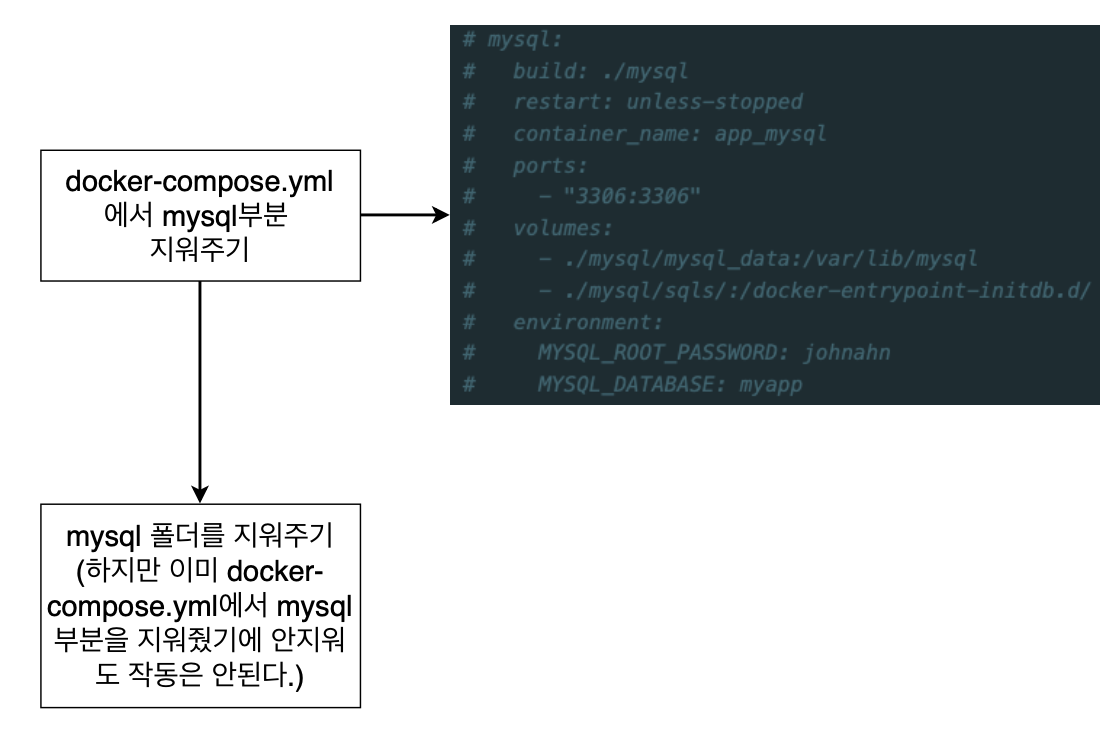 docker-compose.yml
에서 mysql부분
지워주기
# mysql:
#   build: ./mysql
#   restart: unless-stopped
#   container_name: app_mysql
#   ports:
#     - "3306:3306"
#   volumes:
#     - ./mysql/mysql_data:/var/lib/mysql
#     - ./mysql/sqls/:/docker-entrypoint-initdb.d/
#   environment:
#     MYSQL_ROOT_PASSWORD: johnahn
#     MYSQL_DATABASE: myapp
mysql 폴더를 지워주기
(하지만 이미 docker-
compose.yml에서 mysql
부분을 지워줬기에 안지워
도 작동은 안된다.)